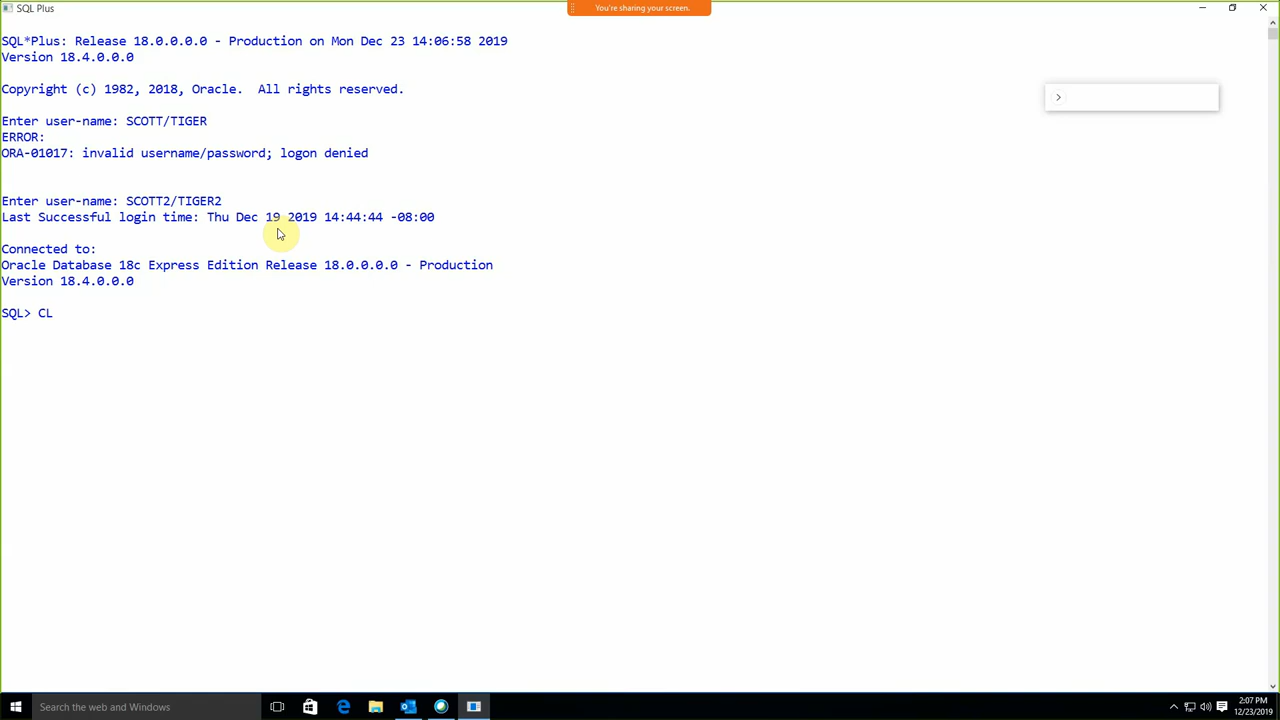 SQL Plus
You're sharing your screen.
SQL*Plus: Release 18.0.0.0.0 - Production on Mon Dec 23 14:06:58 2019
Version 18.4.0.0.0
Copyright (c) 1982, 2018, Oracle.  All rights reserved.
Enter user-name: SCOTT/TIGER
ERROR:
ORA-01017: invalid username/password; logon denied
Enter user-name: SCOTT2/TIGER2
Last Successful login time: Thu Dec 19 2019 14:44:44 -08:00
Connected to:
Oracle Database 18c Express Edition Release 18.0.0.0.0 - Production
Version 18.4.0.0.0
SQL> CL
Search the web and Windows
2:07 PM
12/23/2019